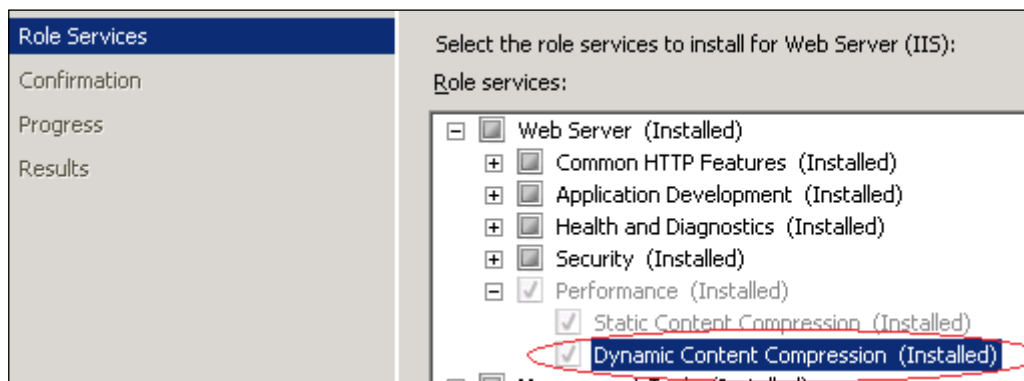 Role Services
Confirmation
Progress
Results
Select the role services to install for Web Server (IIS):
Role services:
Web Server (Installed)
Common HTTP Features (Installed)
Application Development (Installed)
Health and Diagnostics (Installed)
Security (Installed)
Performance (Installed)
Static Content Compression (Installed)
Dynamic Content Compression (Installed)